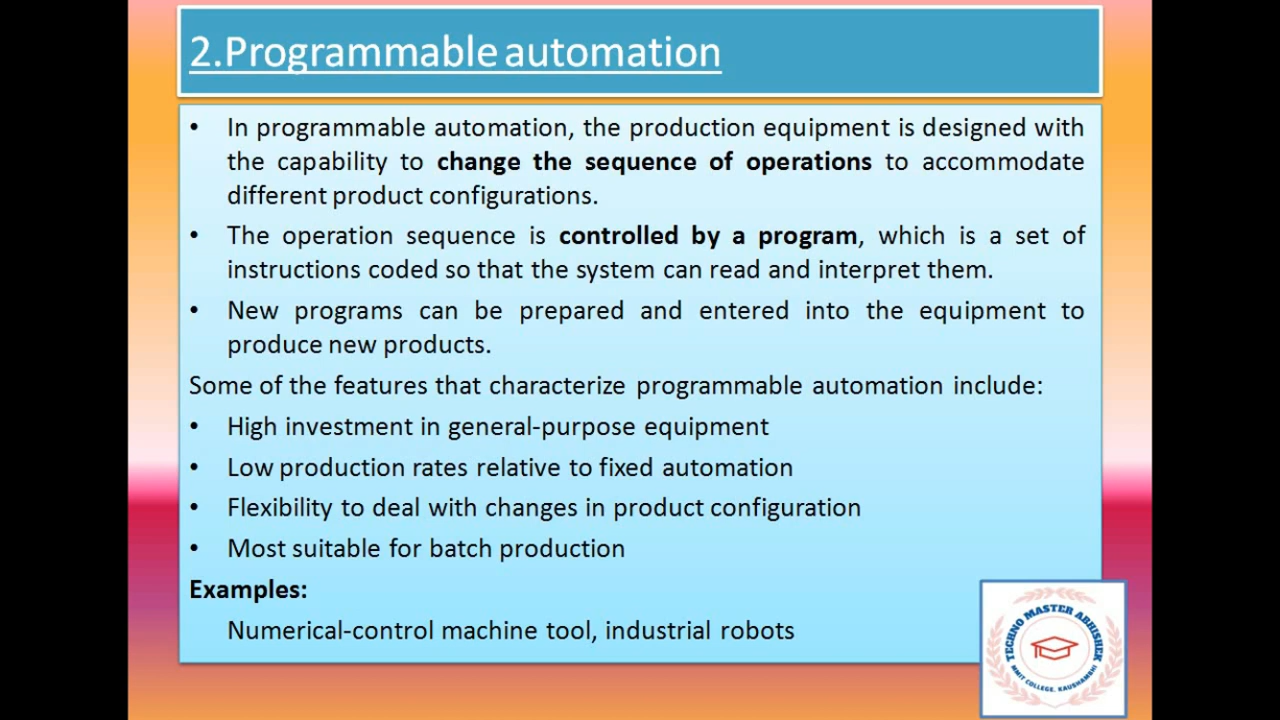 2.Programmable automation
• In programmable automation, the production equipment is designed with
the capability to change the sequence of operations to accommodate
different product configurations.
• The operation sequence is controlled by a program, which is a set of
instructions coded so that the system can read and interpret them.
• New programs can be prepared and entered into the equipment to
produce new products.
Some of the features that characterize programmable automation include:
• High investment in general-purpose equipment
• Low production rates relative to fixed automation
• Flexibility to deal with changes in product configuration
• Most suitable for batch production
Examples:
Numerical-control machine tool, industrial robots
TECHNO MASTER ABHISHEK
MMIT COLLEGE, KAUSHAMBHI